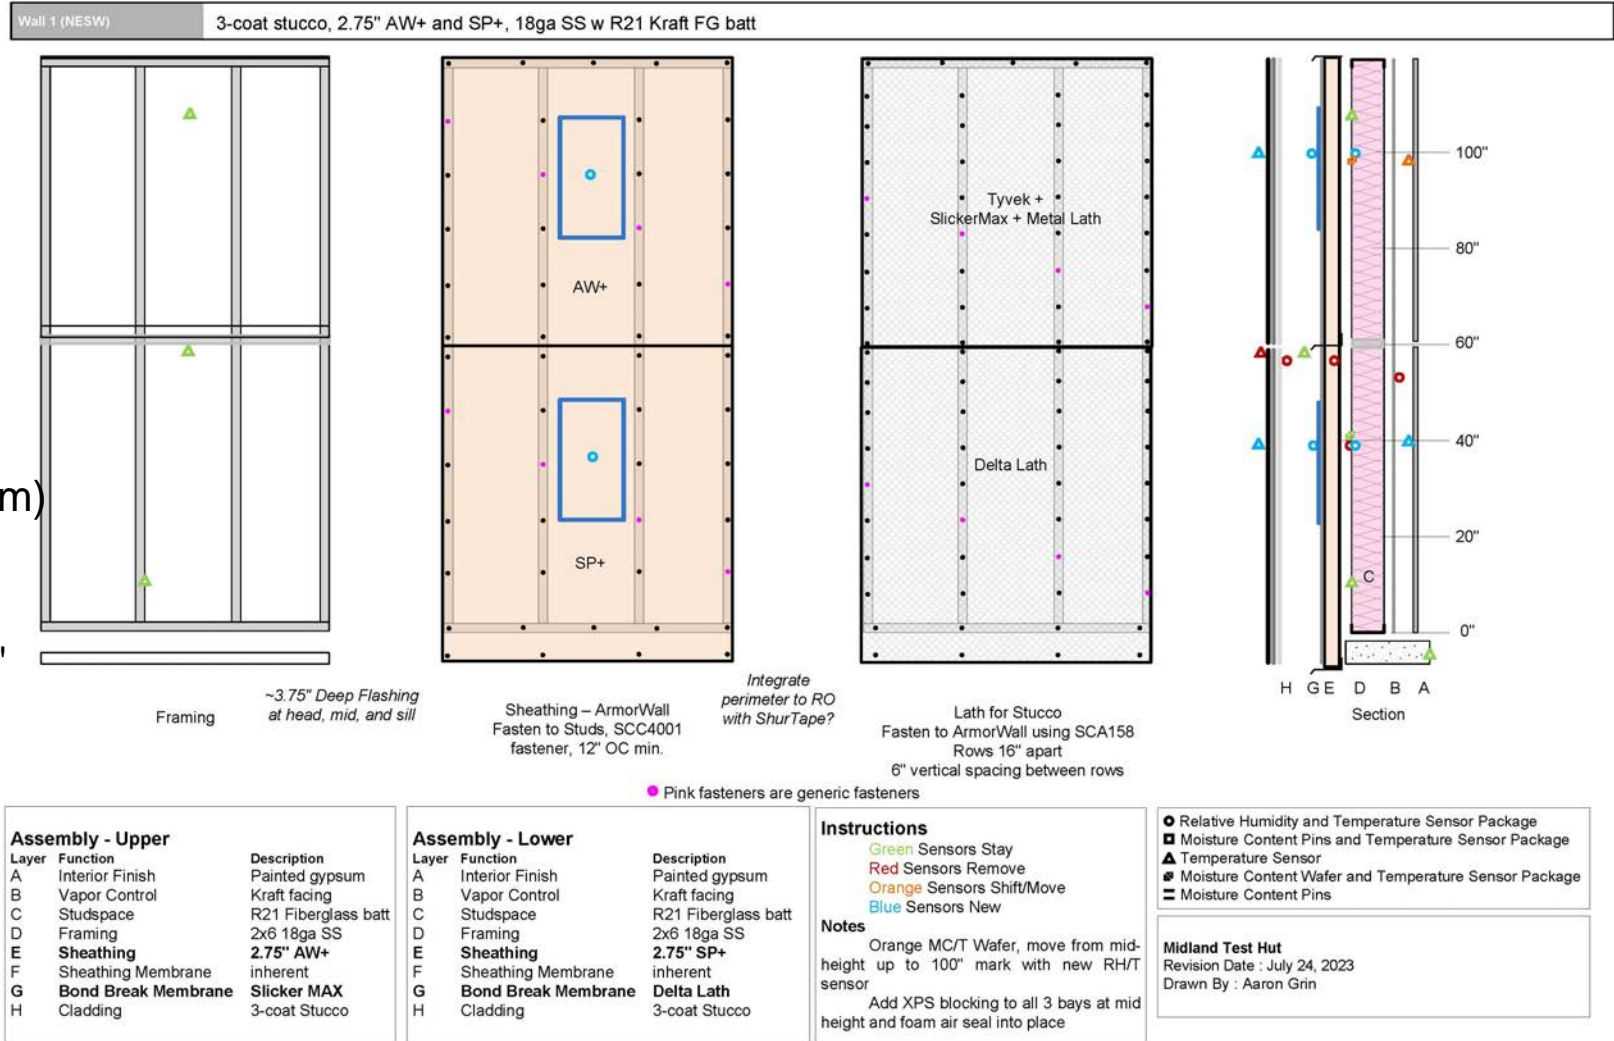 Wall 1 (NESW)
3-coat stucco, 2.75" AW+ and SP+, 18ga SS w R21 Kraft FG batt
100"
80"
60"
40"
20"
0"
Tyvek +
SlickerMax + Metal Lath
AW+
Delta Lath
SP+
C
m)
"
H G E D B A
Section
Framing
~3.75" Deep Flashing
at head, mid, and sill
Sheathing – ArmorWall
Fasten to Studs, SCC4001
fastener, 12" OC min.
Integrate
perimeter to RO
with ShurTape?
Lath for Stucco
Fasten to ArmorWall using SCA158
Rows 16" apart
6" vertical spacing between rows
Pink fasteners are generic fasteners
Assembly - Upper
Layer Function Description
A Interior Finish Painted gypsum
B Vapor Control Kraft facing
C Studspace R21 Fiberglass batt
D Framing 2x6 18ga SS
E Sheathing 2.75" AW+
F Sheathing Membrane inherent
G Bond Break Membrane Slicker MAX
H Cladding 3-coat Stucco
Assembly - Lower
Layer Function Description
A Interior Finish Painted gypsum
B Vapor Control Kraft facing
C Studspace R21 Fiberglass batt
D Framing 2x6 18ga SS
E Sheathing 2.75" SP+
F Sheathing Membrane inherent
G Bond Break Membrane Delta Lath
H Cladding 3-coat Stucco
Instructions
Green Sensors Stay
Red Sensors Remove
Orange Sensors Shift/Move
Blue Sensors New
Notes
Orange MC/T Wafer, move from mid-
height up to 100" mark with new RH/T
sensor
Add XPS blocking to all 3 bays at mid
height and foam air seal into place
Relative Humidity and Temperature Sensor Package
Moisture Content Pins and Temperature Sensor Package
Temperature Sensor
Moisture Content Wafer and Temperature Sensor Package
Moisture Content Pins
Midland Test Hut
Revision Date : July 24, 2023
Drawn By : Aaron Grin